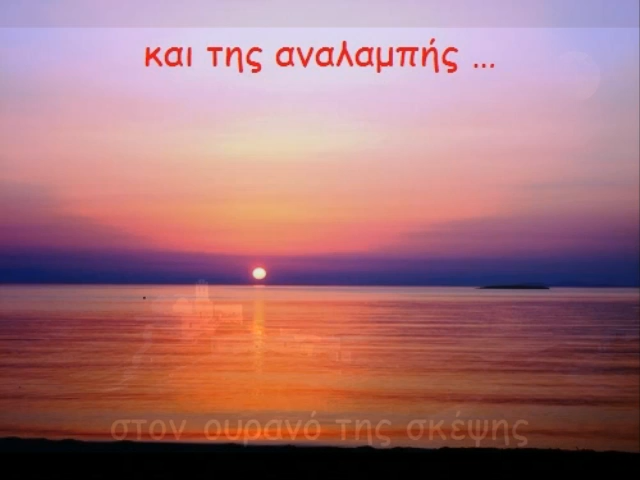 και της αναλαμπής ...
στον ουρανό της σκέψης